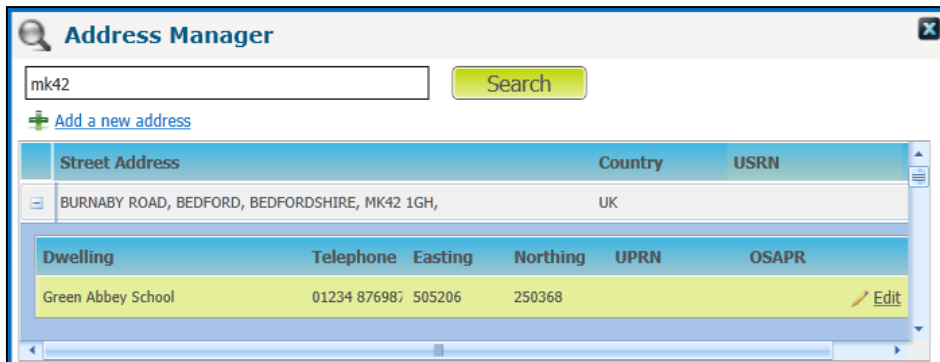 Address Manager
mk42 Search
Add a new address
Street Address Country USRN
BURNABY ROAD, BEDFORD, BEDFORDSHIRE, MK42 1GH, UK
Dwelling Telephone Easting Northing UPRN OSAPR
Green Abbey School 01234 876987 505206 250368 Edit